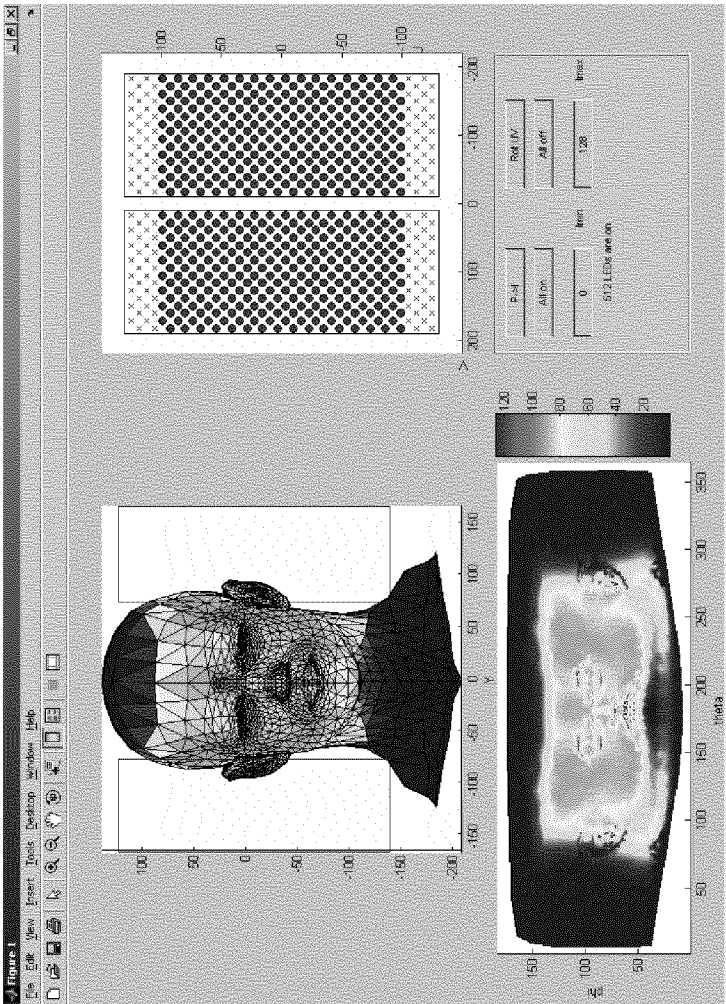 Figure 1
File Edit View Insert Tools Desktop Window Help
100
50
0
-50
-100
-150
-200
-150 -100 -50 0 50 100 150
Y
100
50
0
-50
-100
200 100 0 -100 -200
150
100
50
50 100 150 200 250 300 350
theta
120
100
80
60
40
20
Rot UV
All on All off
Imin Imax
0 128
512 LEDs are on